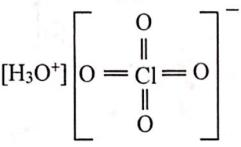 O
[H₃O⁺] [O = Cl = O]⁻
O